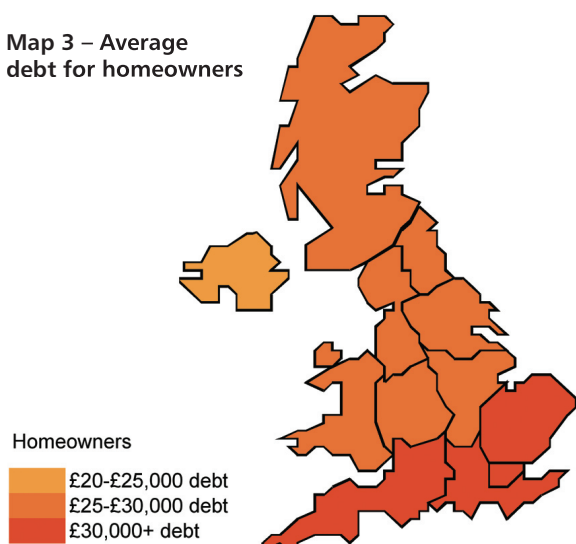 Map 3 – Average
debt for homeowners
Homeowners
£20-£25,000 debt
£25-£30,000 debt
£30,000+ debt